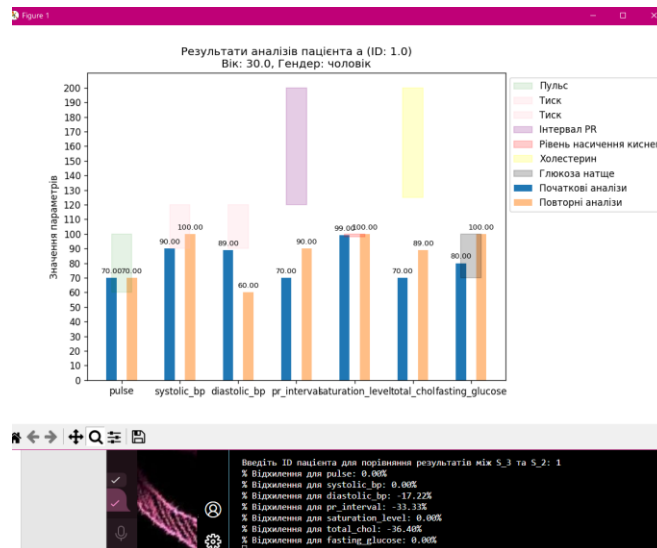 Figure 1
Результати аналізів пацієнта a (ID: 1.0)
Вік: 30.0, Гендер: чоловік
Значення параметрів
200
190
180
170
160
150
140
130
120
110
100
90
80
70
60
50
40
30
20
10
0
70.00 70.00
90.00 100.00
89.00 60.00
70.00 90.00
99.00 100.00
70.00 89.00
80.00 100.00
pulse systolic_bp diastolic_bp pr_interval saturation_level total_chol fasting_glucose
Пульс
Тиск
Тиск
Інтервал PR
Рівень насичення кисне
Холестерин
Глюкоза натще
Початкові аналізи
Повторні аналізи
Введіть ID пацієнта для порівняння результатів між S_3 та S_2: 1
% Відхилення для pulse: 0.00%
% Відхилення для systolic_bp: 0.00%
% Відхилення для diastolic_bp: -17.22%
% Відхилення для pr_interval: -33.33%
% Відхилення для saturation_level: 0.00%
% Відхилення для total_chol: -36.40%
% Відхилення для fasting_glucose: 0.00%